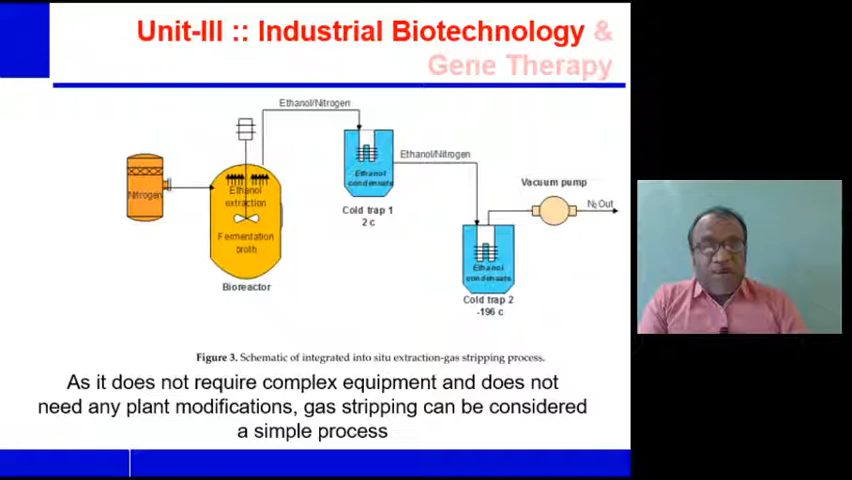 Unit-III :: Industrial Biotechnology &
Gene Therapy
Ethanol/Nitrogen
Nitrogen
Ethanol
extraction
Fermentation
broth
Bioreactor
Ethanol
condensate
Cold trap 1
2 c
Ethanol/Nitrogen
Ethanol
condensate
Cold trap 2
-196 c
Vacuum pump
N₂Out
Figure 3. Schematic of integrated into situ extraction-gas stripping process.
As it does not require complex equipment and does not
need any plant modifications, gas stripping can be considered
a simple process